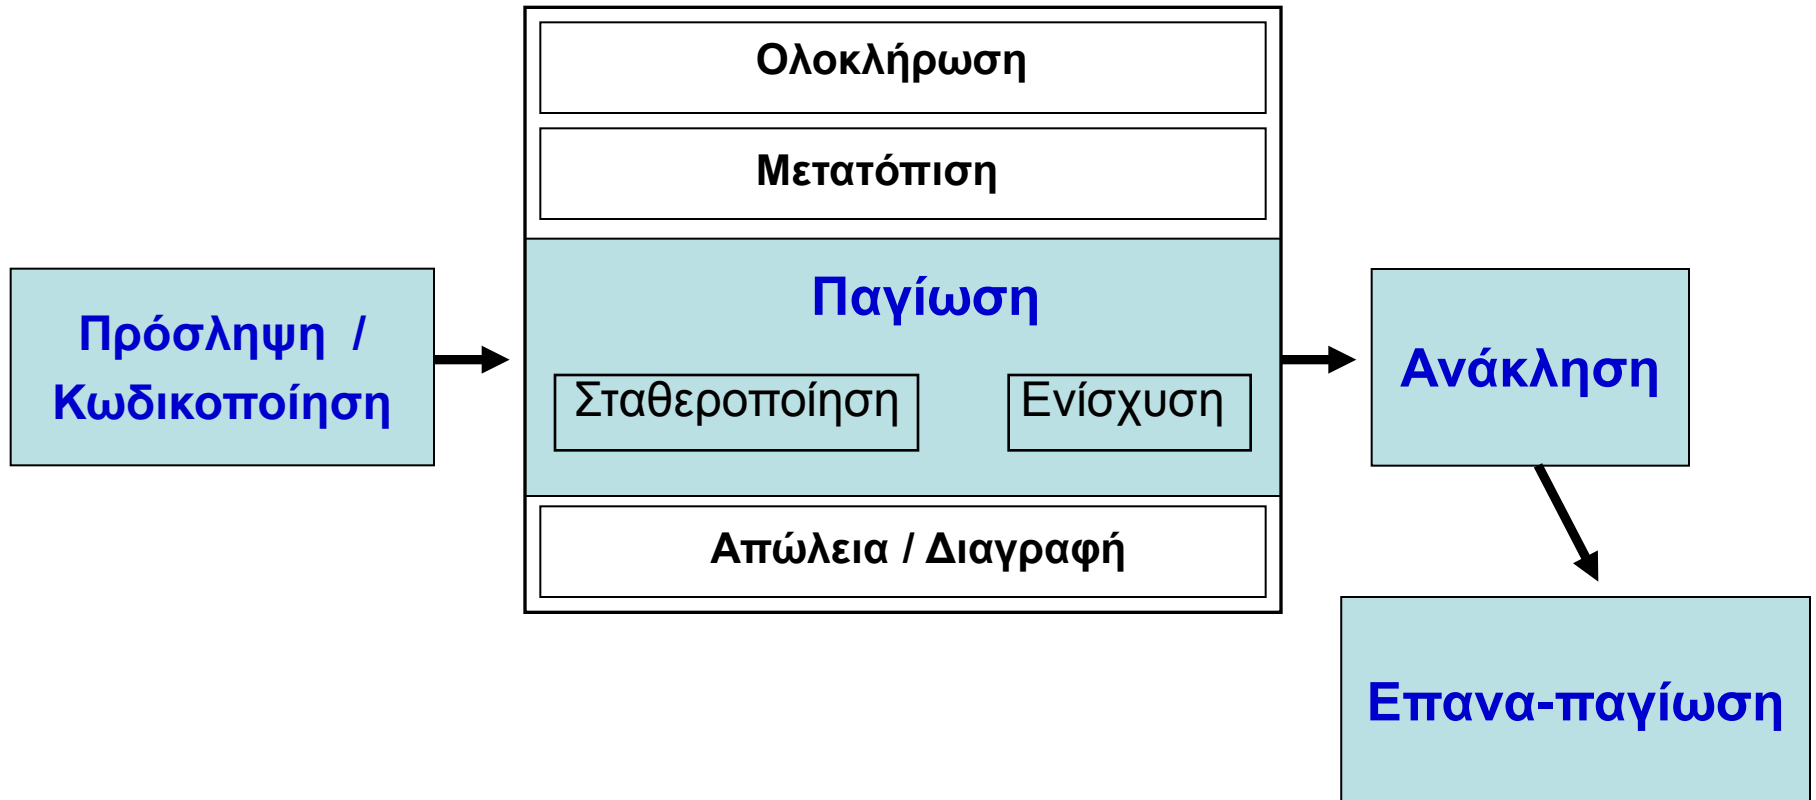 Ολοκλήρωση
Μετατόπιση
Πρόσληψη /
Κωδικοποίηση
Παγίωση
Σταθεροποίηση
Ενίσχυση
Απώλεια / Διαγραφή
Ανάκληση
Επανα-παγίωση